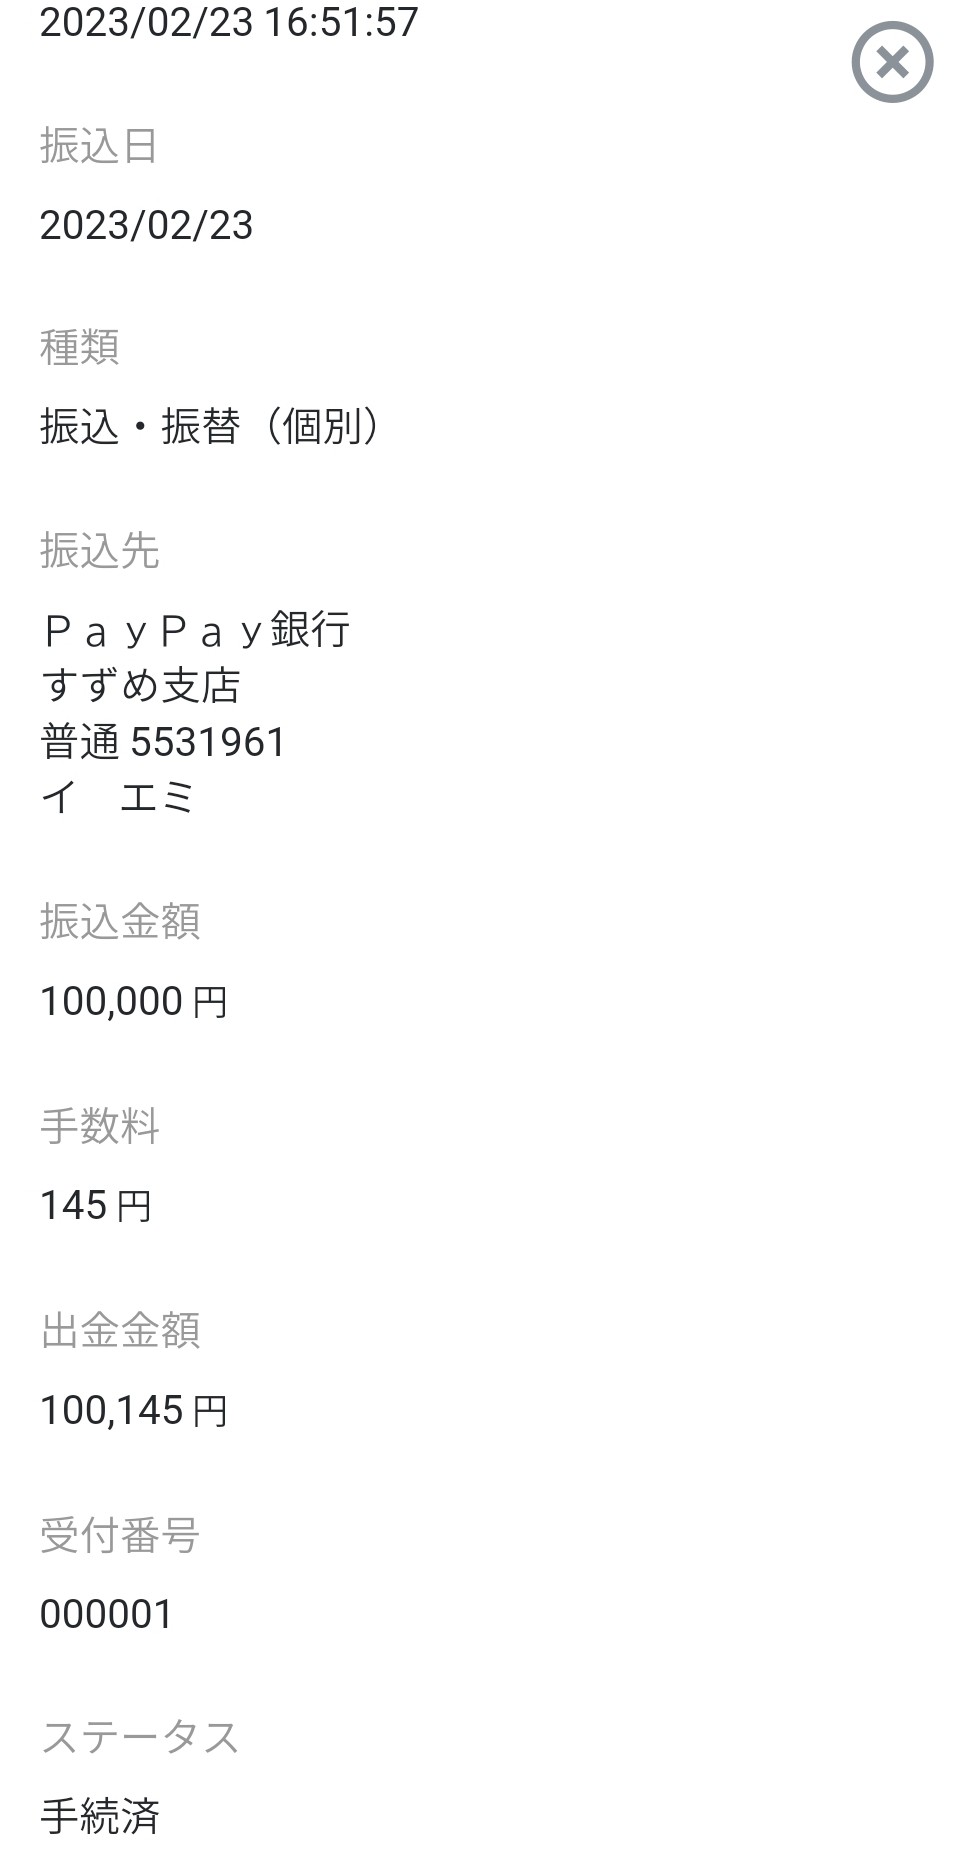 2023/02/23 16:51:57
振込日
2023/02/23
種類
振込・振替（個別）
振込先
ＰａｙＰａｙ銀行
すずめ支店
普通 5531961
イ　エミ
振込金額
100,000 円
手数料
145 円
出金金額
100,145 円
受付番号
000001
ステータス
手続済